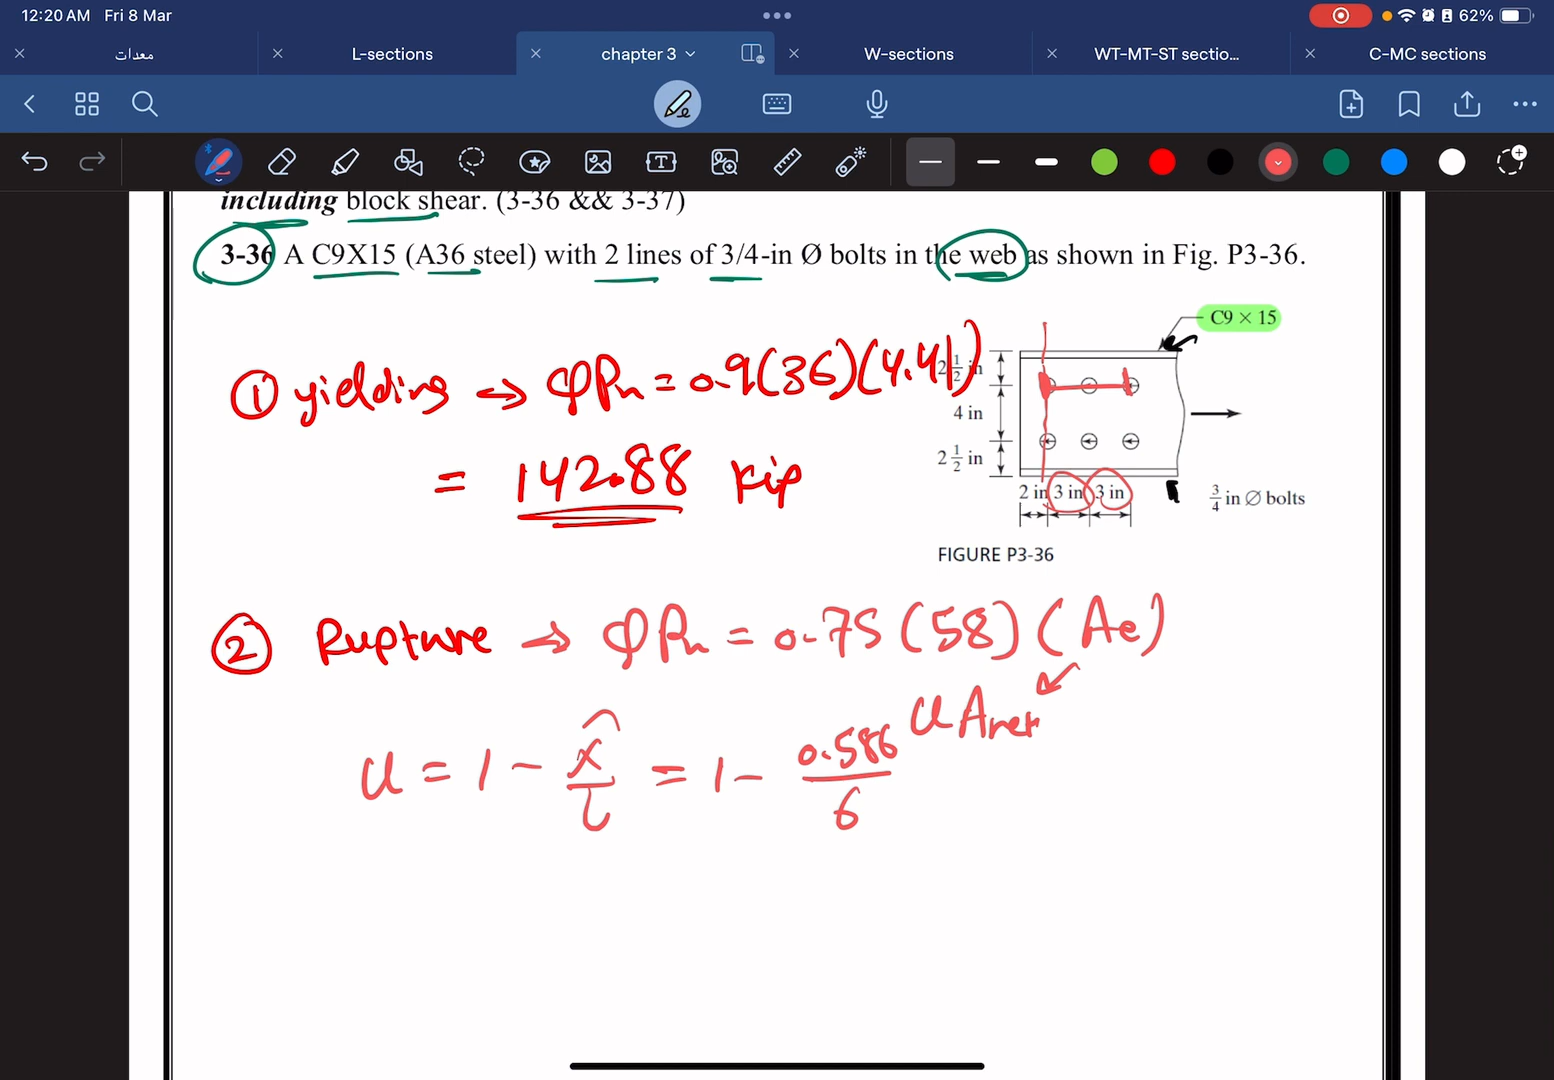 12:20 AM Fri 8 Mar
62%
معدات
L-sections
chapter 3
W-sections
WT-MT-ST sectio...
C-MC sections
including block shear. (3-36 && 3-37)
3-36 A C9X15 (A36 steel) with 2 lines of 3/4-in Ø bolts in the web as shown in Fig. P3-36.
C9 × 15
① yielding → φPn = 0.9(36)(4.41)
2 1/2 in
4 in
= 142.88 kip
2 1/2 in
2 in 3 in 3 in
3/4 in Ø bolts
FIGURE P3-36
② Rupture → φPn = 0.75 (58) (Ae)
U Anet
U = 1 - x̂/L = 1 - 0.586/6